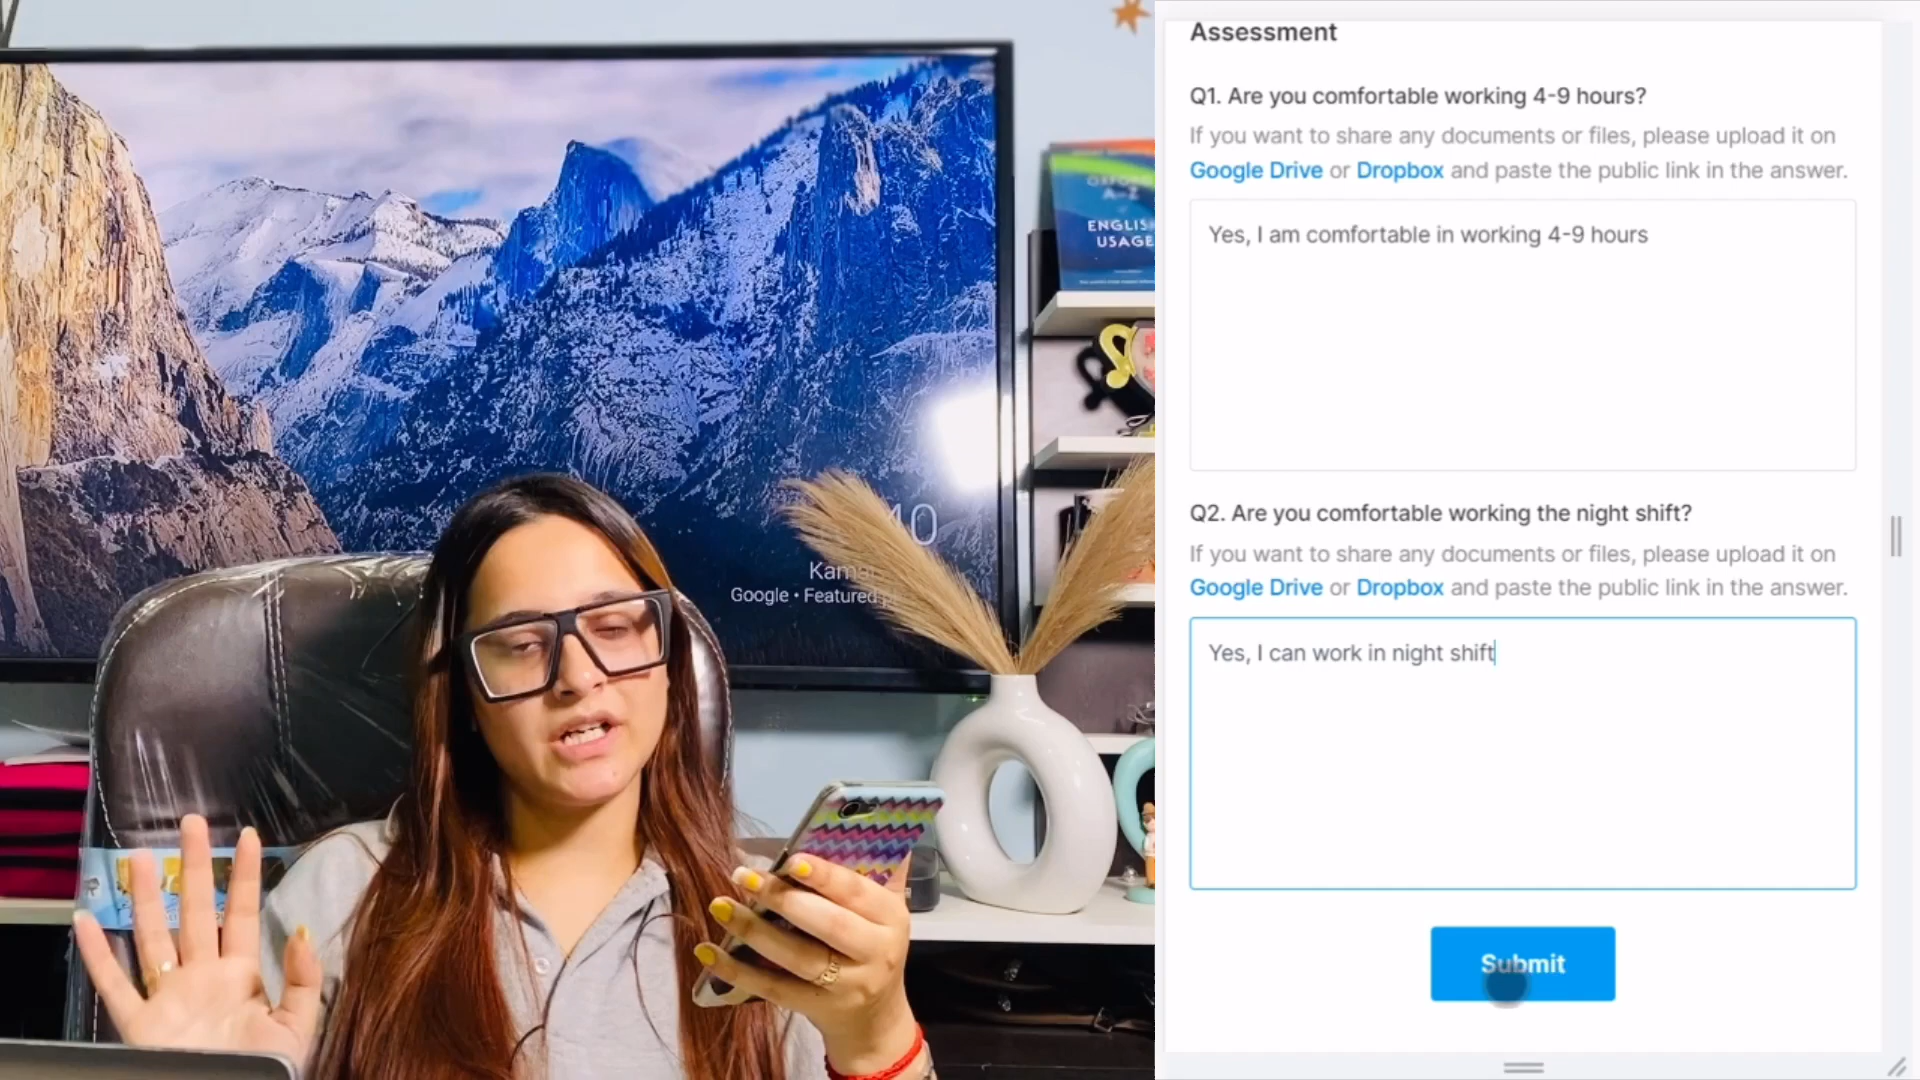 ENGLISH
USAGE
Google • Featured
Assessment
Q1. Are you comfortable working 4-9 hours?
If you want to share any documents or files, please upload it on
Google Drive or Dropbox and paste the public link in the answer.
Yes, I am comfortable in working 4-9 hours
Q2. Are you comfortable working the night shift?
If you want to share any documents or files, please upload it on
Google Drive or Dropbox and paste the public link in the answer.
Yes, I can work in night shift
Submit